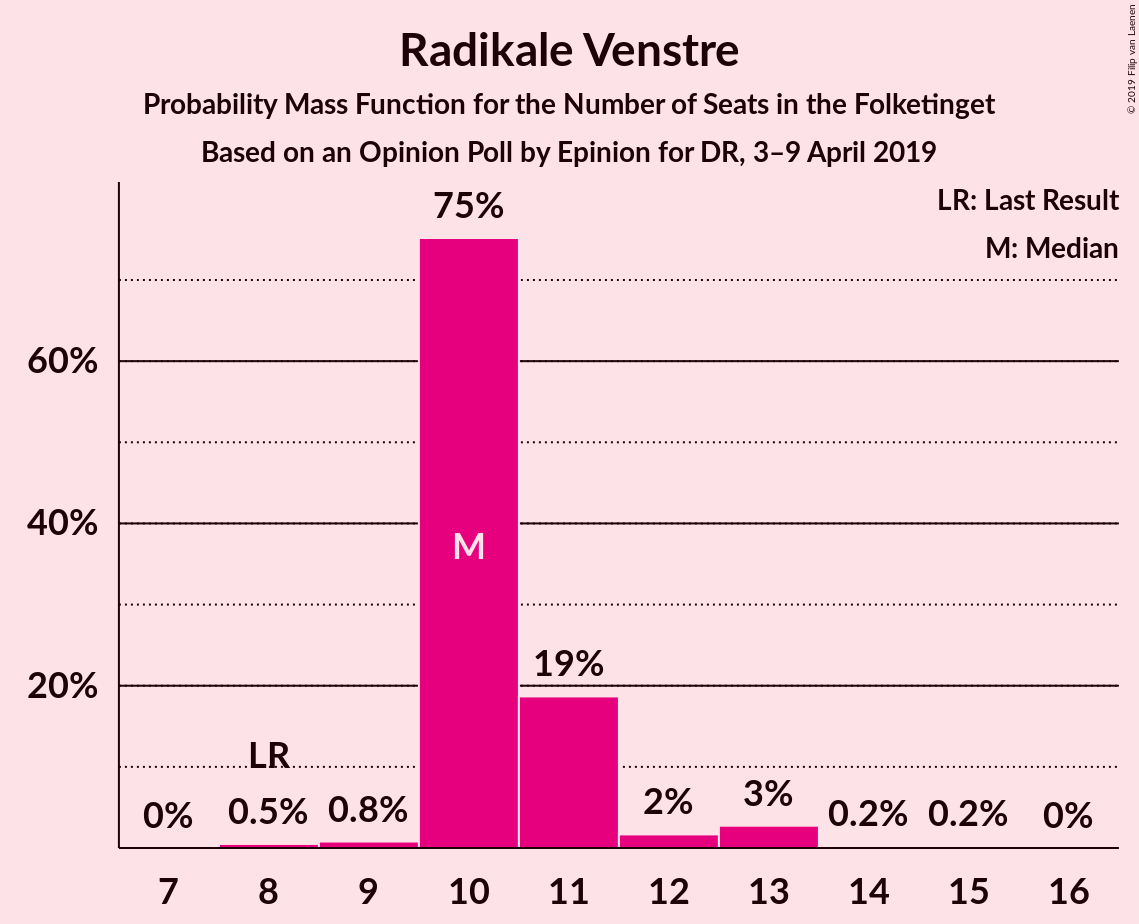 Radikale Venstre
Probability Mass Function for the Number of Seats in the Folketinget
Based on an Opinion Poll by Epinion for DR, 3–9 April 2019
© 2019 Filip van Laenen
LR: Last Result
M: Median
75%
60%
40%
M
19%
20%
LR
0% 0.5% 0.8% 2% 3% 0.2% 0.2% 0%
7 8 9 10 11 12 13 14 15 16